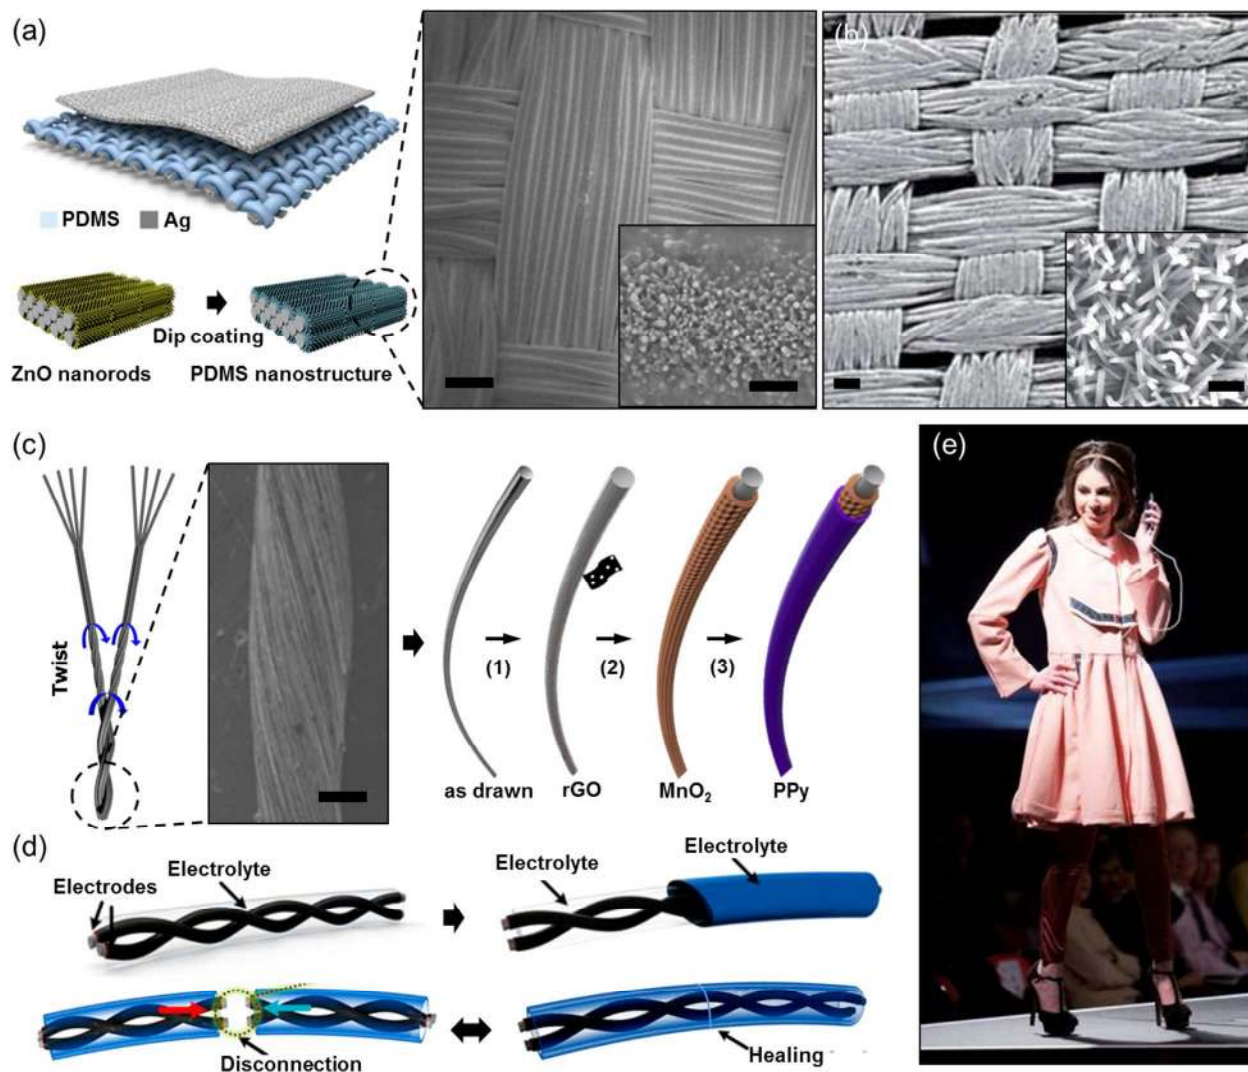 (a)
PDMS Ag
Dip coating
ZnO nanorods PDMS nanostructure
(b)
(c)
Twist
(1) (2) (3)
as drawn rGO MnO₂ PPy
(d)
Electrodes
Electrolyte
Electrolyte
Electrolyte
Disconnection
Healing
(e)